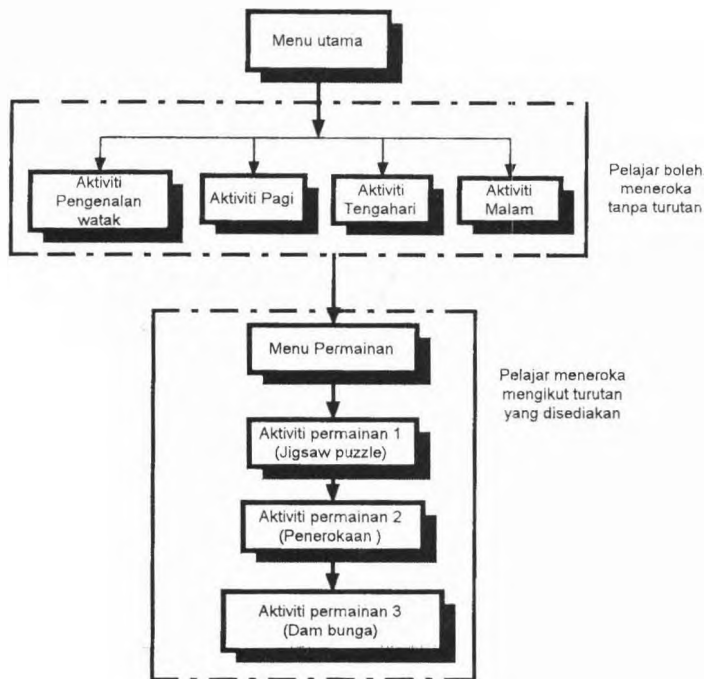 Menu utama
Aktiviti
Pengenalan
watak
Aktiviti Pagi
Aktiviti
Tengahari
Aktiviti
Malam
Pelajar boleh
meneroka
tanpa turutan
Menu Permainan
Pelajar meneroka
mengikut turutan
yang disediakan
Aktiviti permainan 1
(Jigsaw puzzle)
Aktiviti permainan 2
(Penerokaan )
Aktiviti permainan 3
(Dam bunga)